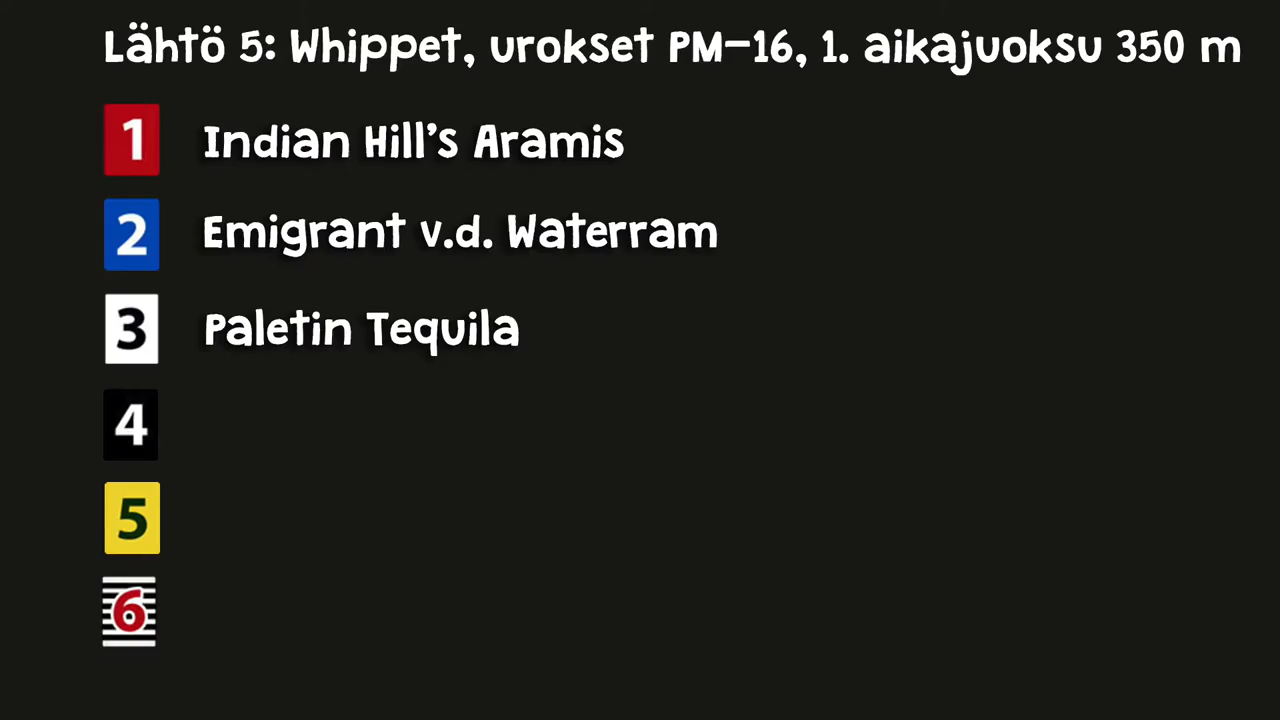 Lähtö 5: Whippet, urokset PM-16, 1. aikajuoksu 350 m
1 Indian Hill's Aramis
2 Emigrant v.d. Waterram
3 Paletin Tequila
4
5
6